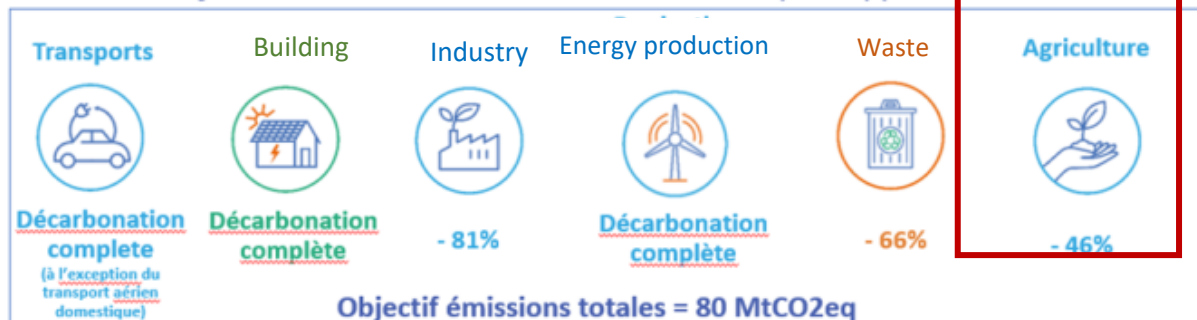 Transports
Building
Industry
Energy production
Waste
Agriculture
Décarbonation
complete
(à l'exception du
transport aérien
domestique)
Décarbonation
complète
- 81%
Décarbonation
complète
- 66%
- 46%
Objectif émissions totales = 80 MtCO2eq